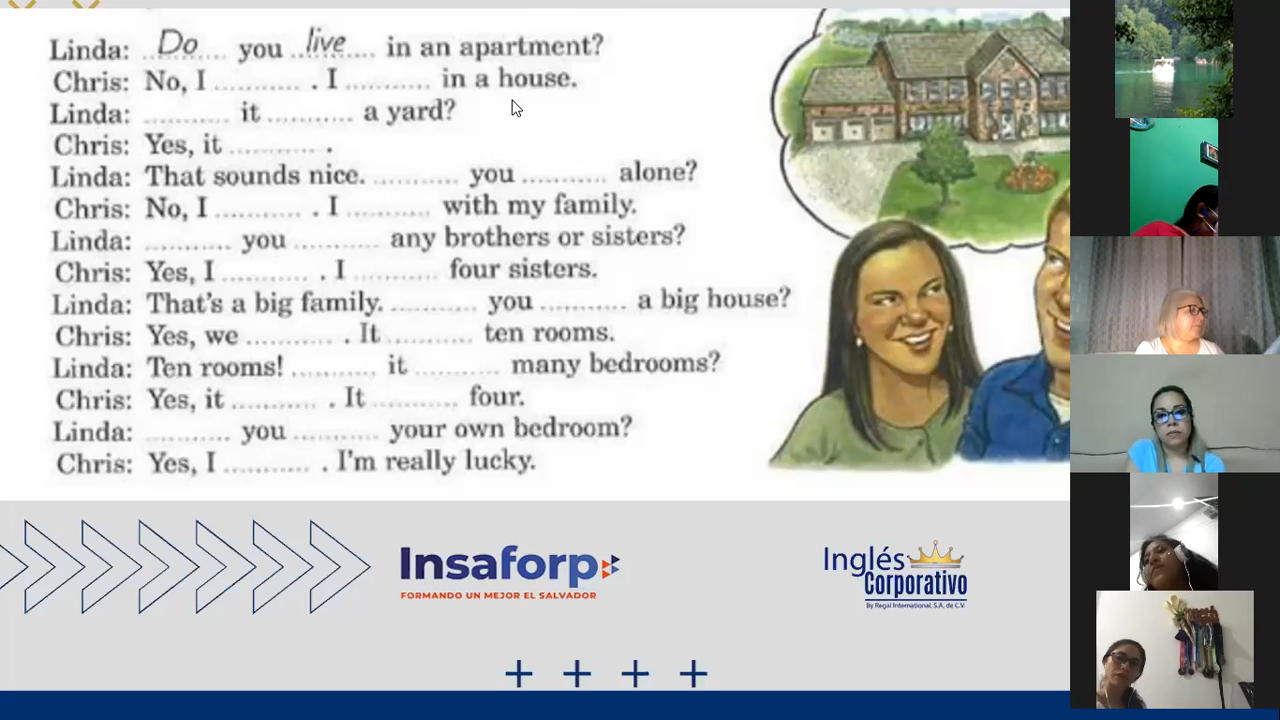 Linda: Do you live in an apartment?
Chris: No, I ........... . I ........... in a house.
Linda: .......... it ........... a yard?
Chris: Yes, it ........... .
Linda: That sounds nice. ........... you ........... alone?
Chris: No, I ........... . I ........... with my family.
Linda: ........... you ........... any brothers or sisters?
Chris: Yes, I ........... . I ........... four sisters.
Linda: That's a big family. ........... you ........... a big house?
Chris: Yes, we ........... . It ........... ten rooms.
Linda: Ten rooms! ........... it ........... many bedrooms?
Chris: Yes, it ........... . It ........... four.
Linda: ........... you ........... your own bedroom?
Chris: Yes, I ........... . I'm really lucky.
Insaforp
FORMANDO UN MEJOR EL SALVADOR
Inglés
Corporativo
By Regal International, S.A. de C.V.